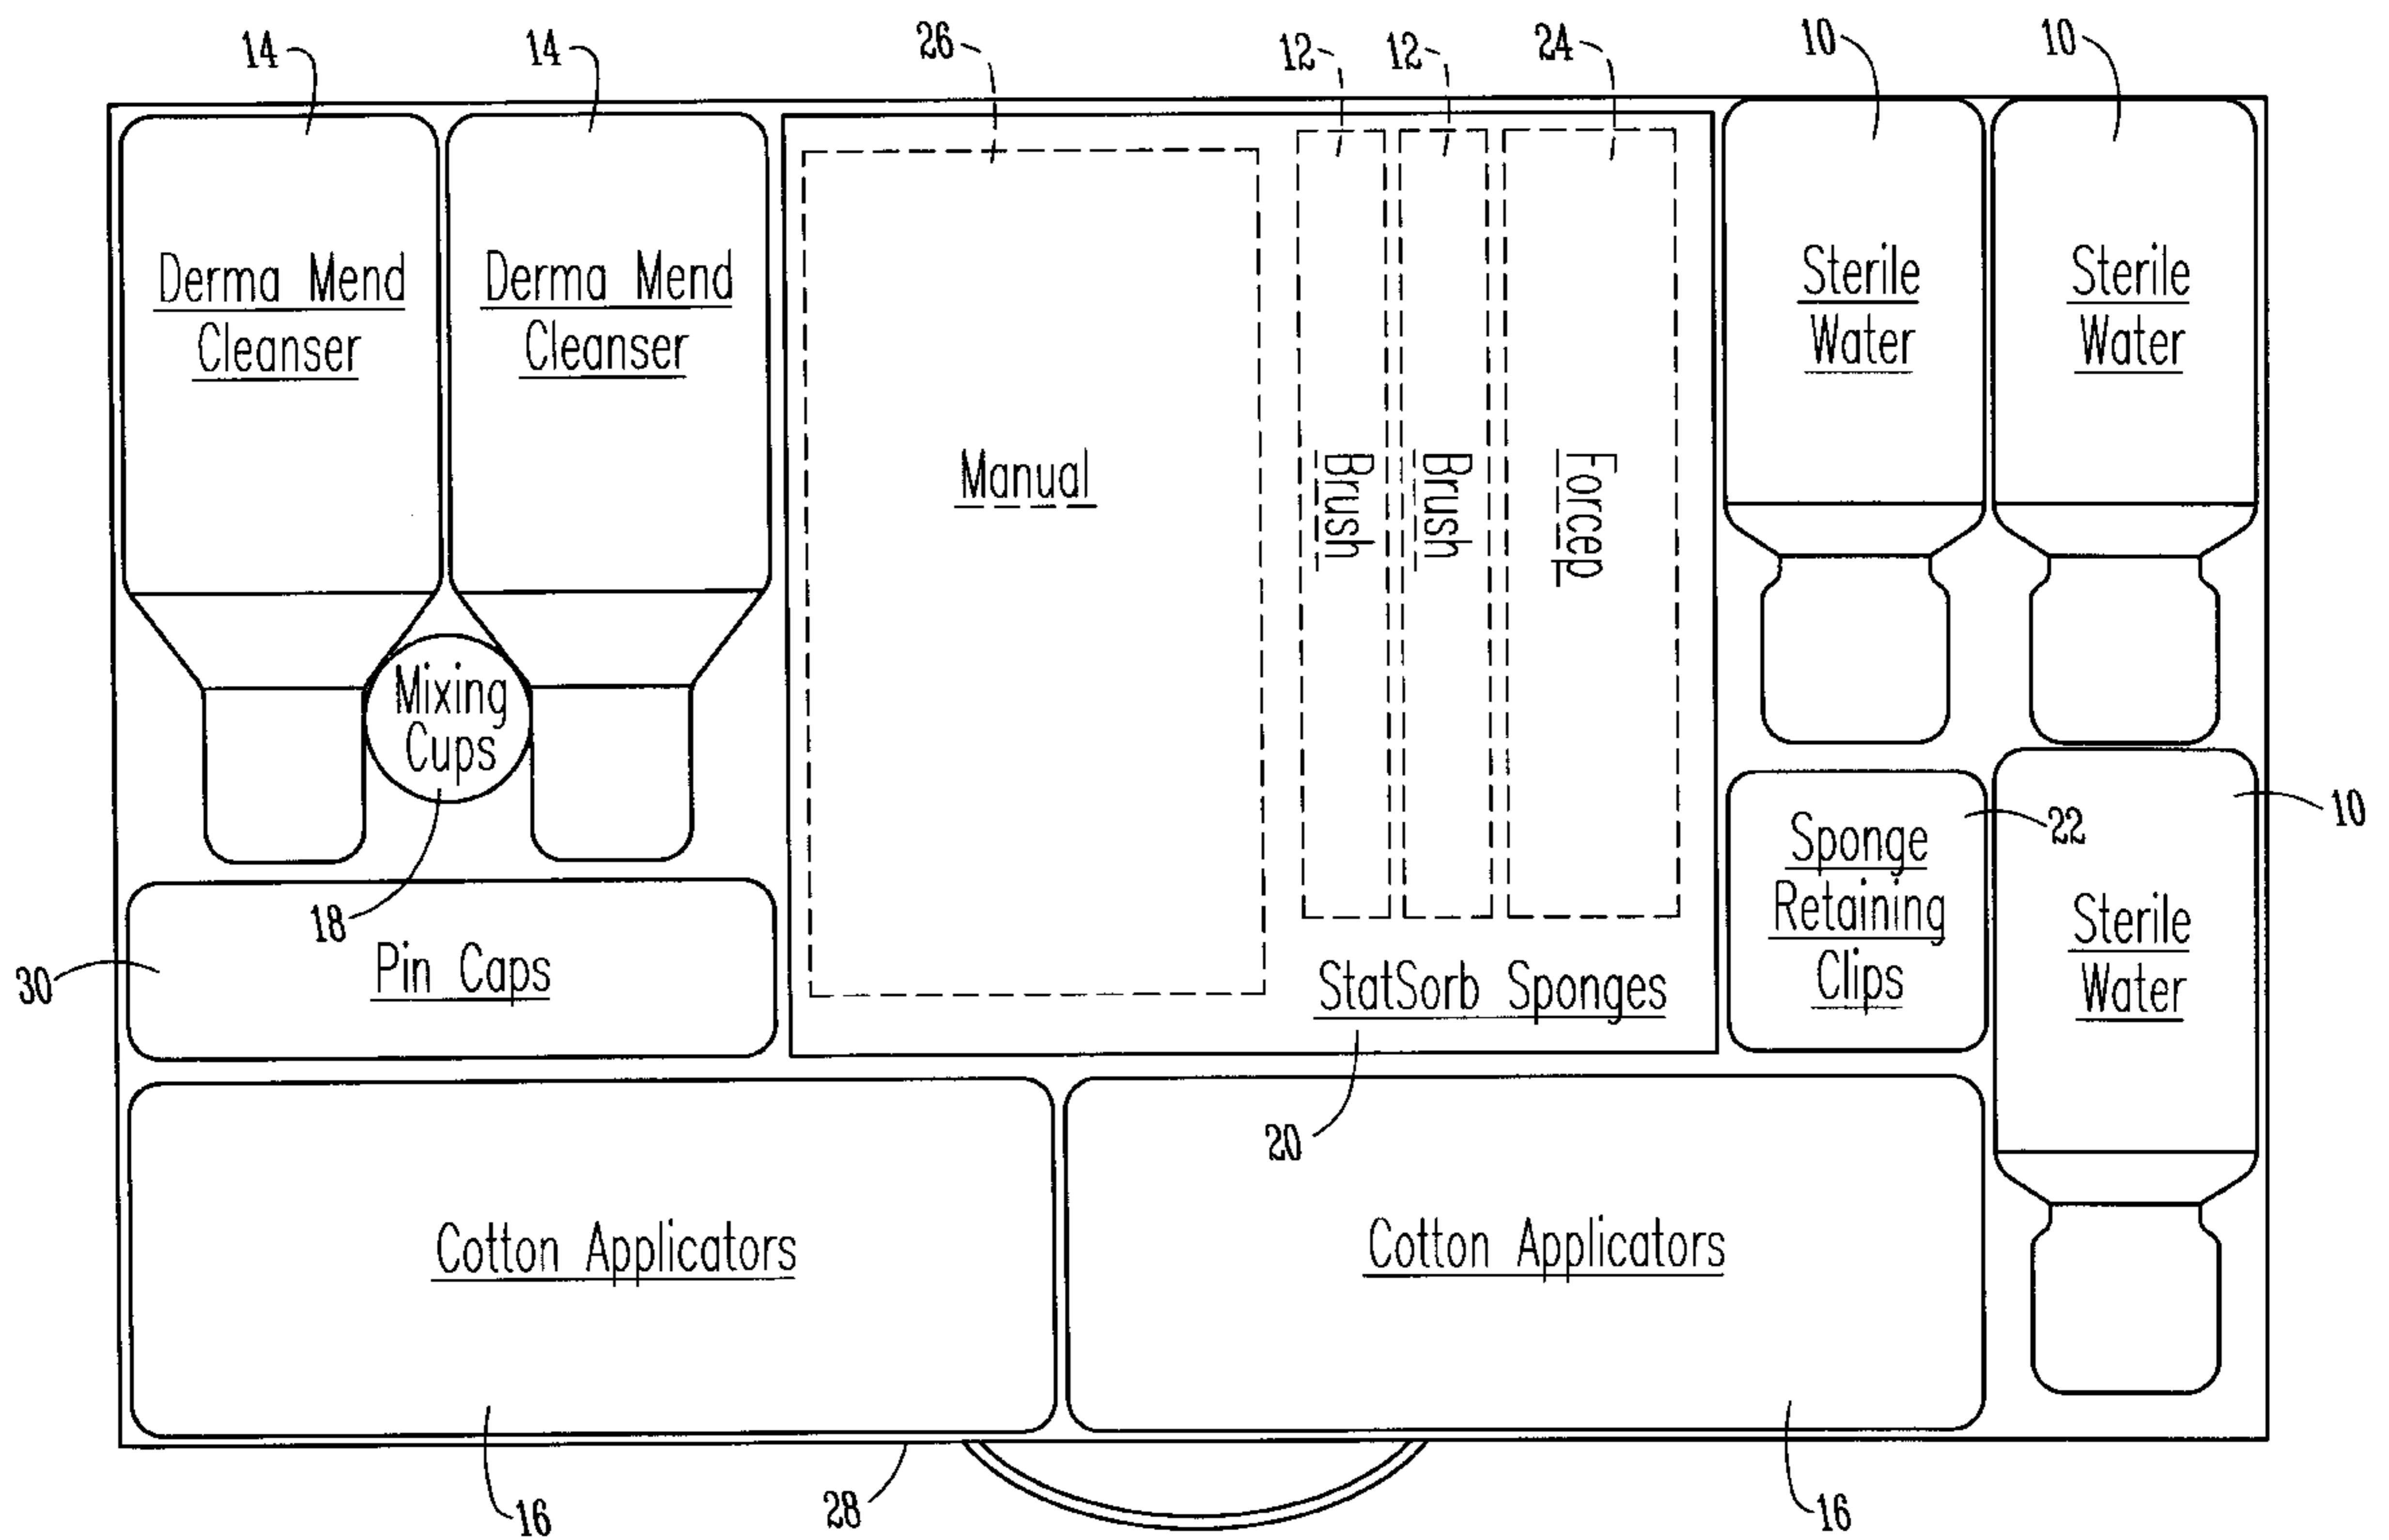 14
14
26
12
12
24
10
10
Derma Mend
Cleanser
Derma Mend
Cleanser
Manual
Brush
Brush
Forcep
Sterile
Water
Sterile
Water
Mixing
Cups
18
30
Pin Caps
StatSorb Sponges
20
Sponge
Retaining
Clips
22
10
Sterile
Water
Cotton Applicators
Cotton Applicators
16
28
16